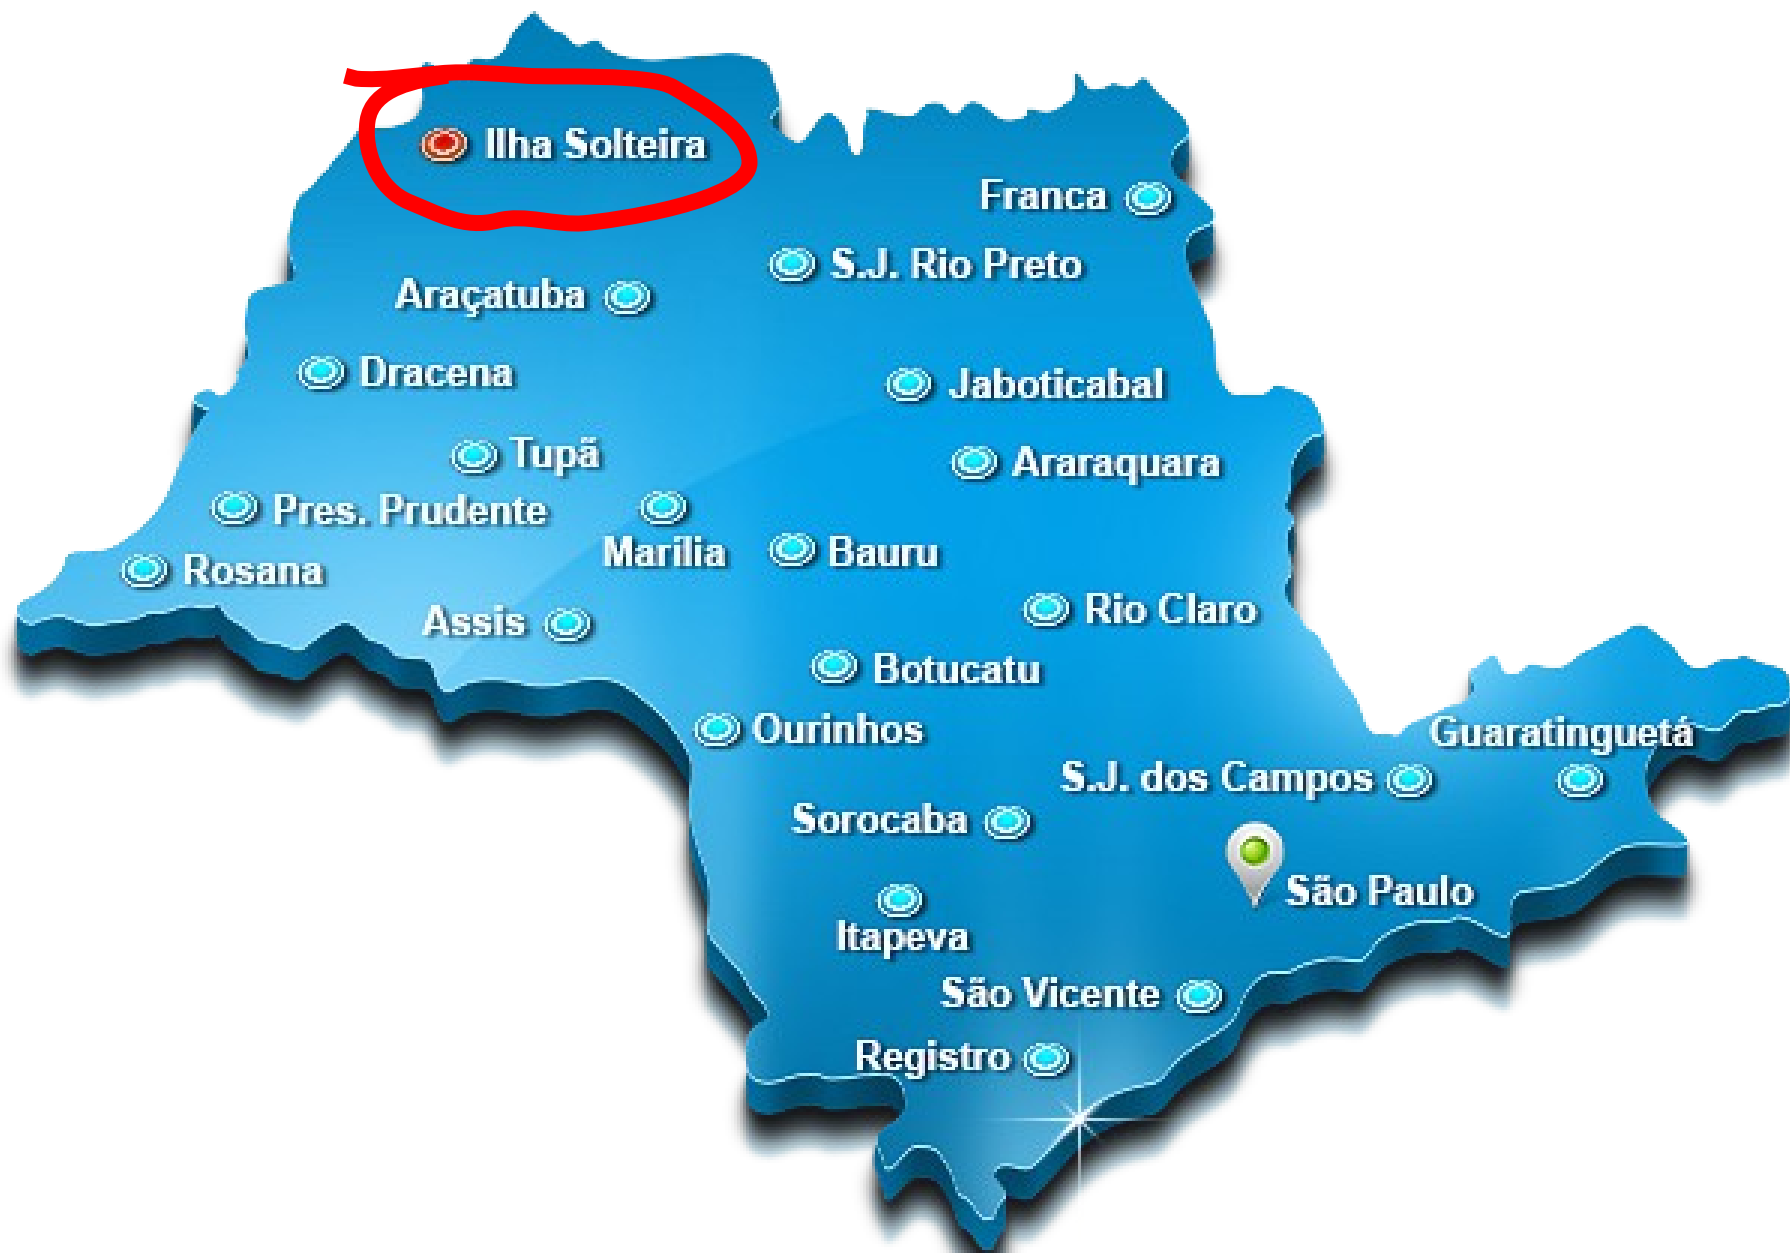 Ilha Solteira
Franca
S.J. Rio Preto
Araçatuba
Dracena
Jaboticabal
Tupã
Araraquara
Pres. Prudente
Marília
Bauru
Rosana
Rio Claro
Assis
Botucatu
Ourinhos
Guaratinguetá
S.J. dos Campos
Sorocaba
São Paulo
Itapeva
São Vicente
Registro